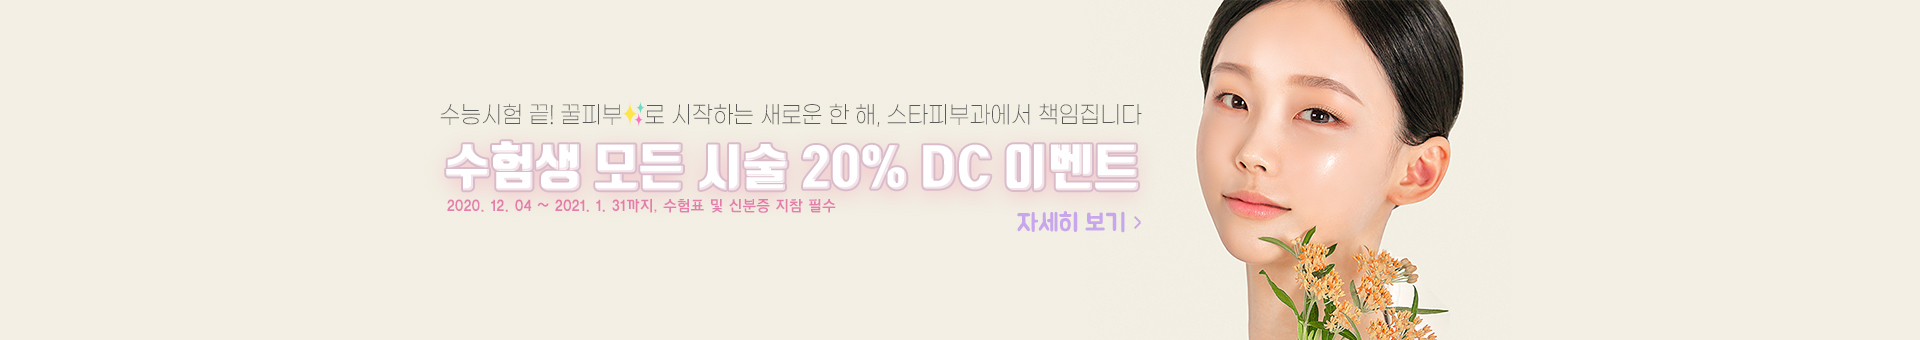 수능시험 끝! 꿀피부✨로 시작하는 새로운 한 해, 스타피부과에서 책임집니다
수험생 모든 시술 20% DC 이벤트
2020. 12. 04 ~ 2021. 1. 31까지, 수험표 및 신분증 지참 필수
자세히 보기 >